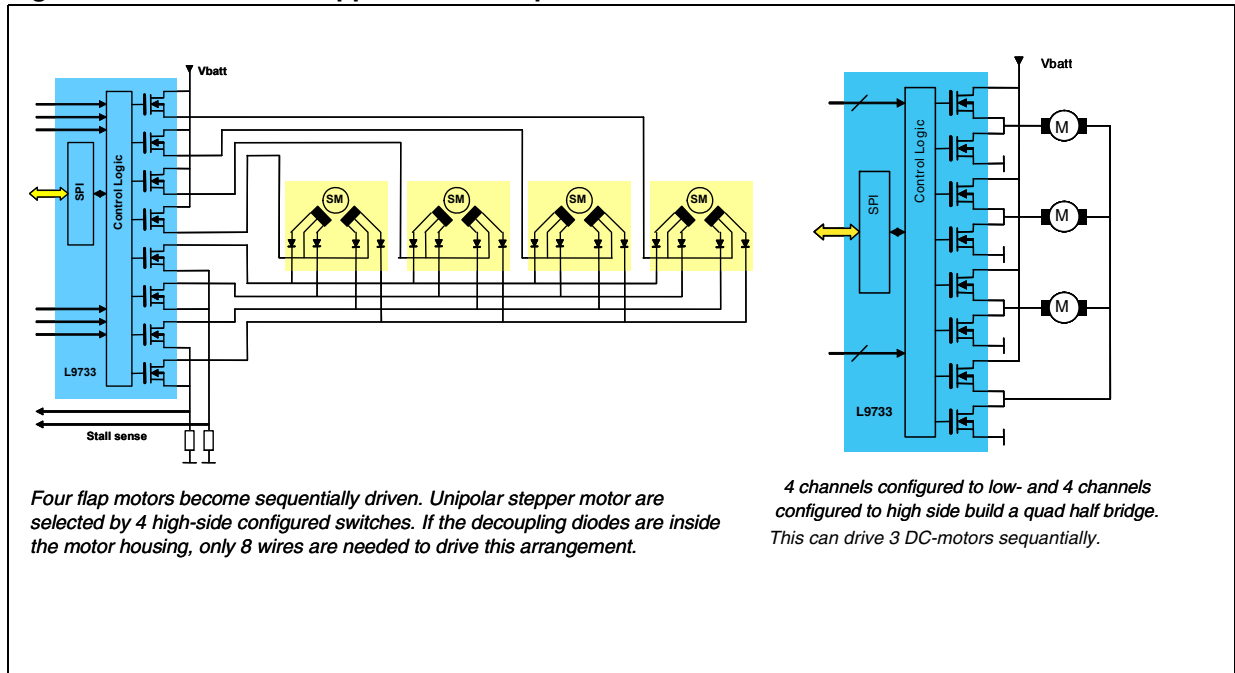 Vbatt
SPI
Control Logic
L9733
Stall sense
SM
SM
SM
SM
Four flap motors become sequentially driven. Unipolar stepper motor are
selected by 4 high-side configured switches. If the decoupling diodes are inside
the motor housing, only 8 wires are needed to drive this arrangement.
Vbatt
SPI
Control Logic
L9733
M
M
M
4 channels configured to low- and 4 channels
configured to high side build a quad half bridge.
This can drive 3 DC-motors sequantially.